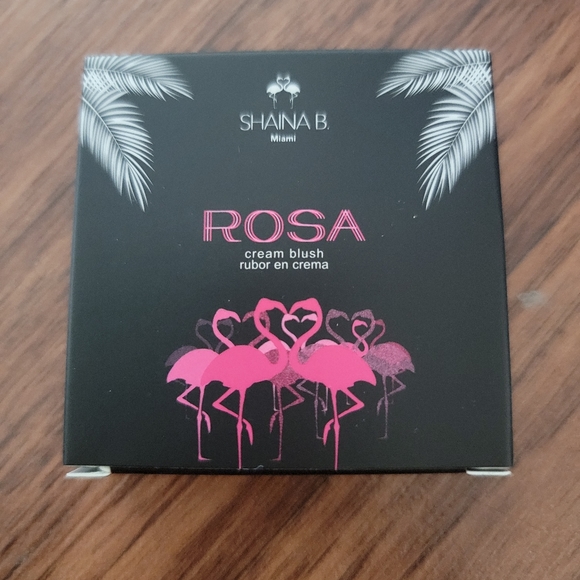 SHAINA B.
Miami
ROSA
cream blush
rubor en crema